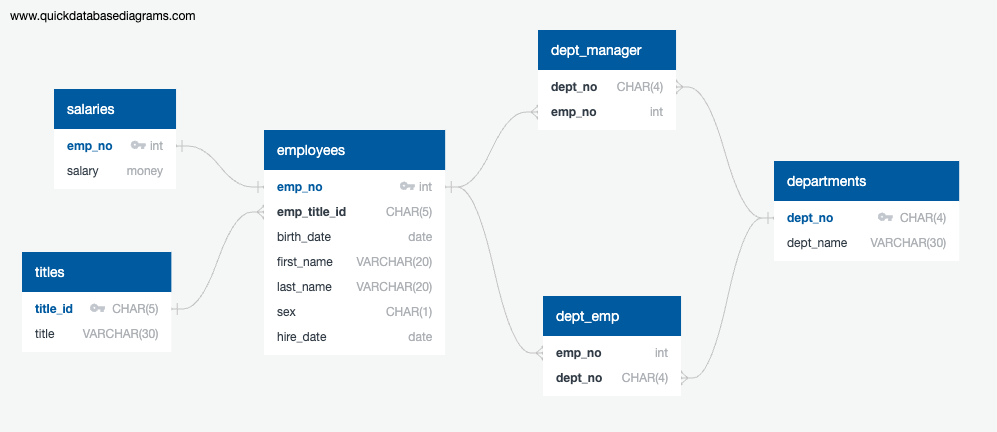 www.quickdatabasediagrams.com
salaries
emp_no int
salary money
titles
title_id CHAR(5)
title VARCHAR(30)
employees
emp_no int
emp_title_id CHAR(5)
birth_date date
first_name VARCHAR(20)
last_name VARCHAR(20)
sex CHAR(1)
hire_date date
dept_manager
dept_no CHAR(4)
emp_no int
dept_emp
emp_no int
dept_no CHAR(4)
departments
dept_no CHAR(4)
dept_name VARCHAR(30)